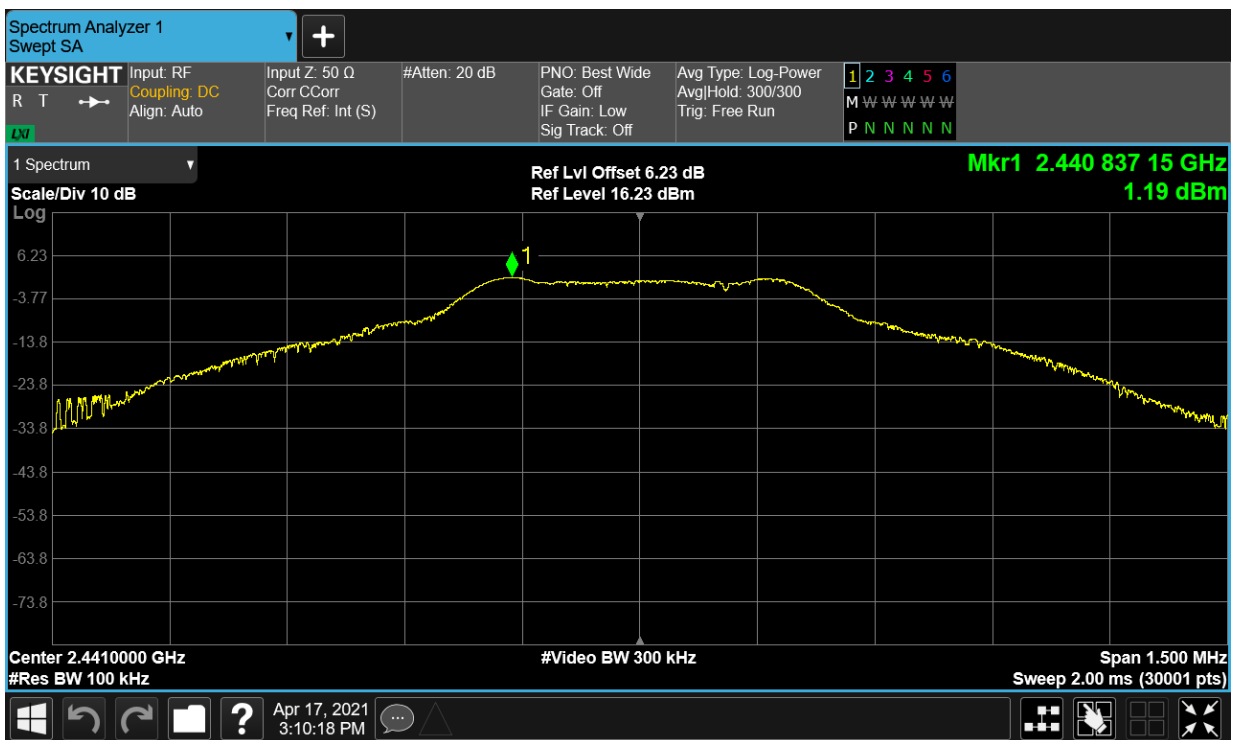 Spectrum Analyzer 1
Swept SA
+
KEYSIGHT
R T
LXI
Input: RF
Coupling: DC
Align: Auto
Input Z: 50 Ω
Corr CCorr
Freq Ref: Int (S)
#Atten: 20 dB
PNO: Best Wide
Gate: Off
IF Gain: Low
Sig Track: Off
Avg Type: Log-Power
Avg|Hold: 300/300
Trig: Free Run
1 2 3 4 5 6
M W W W W W
P N N N N N
1 Spectrum
Scale/Div 10 dB
Log
Ref Lvl Offset 6.23 dB
Ref Level 16.23 dBm
Mkr1 2.440 837 15 GHz
1.19 dBm
1
6.23
-3.77
-13.8
-23.8
-33.8
-43.8
-53.8
-63.8
-73.8
Center 2.4410000 GHz
#Res BW 100 kHz
#Video BW 300 kHz
Span 1.500 MHz
Sweep 2.00 ms (30001 pts)
?
Apr 17, 2021
3:10:18 PM